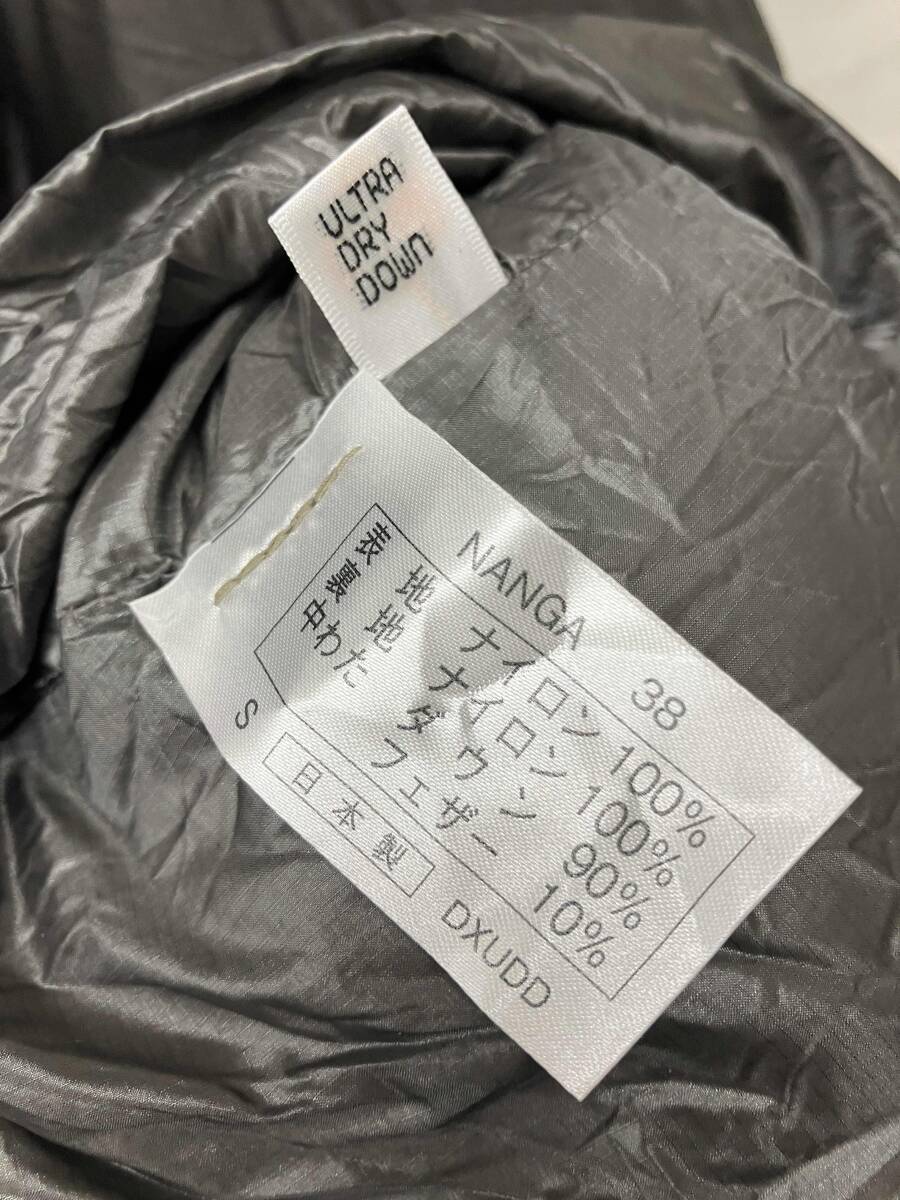 ULTRA
DRY
DOWN
NANGA 38
表 地 ナイロン 100%
裏 地 ナイロン 100%
中わた ダウン 90%
フェザー 10%
S 日本製 DXUDD